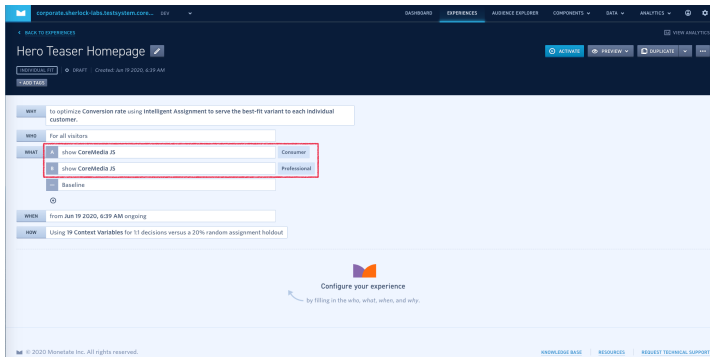 corporate.sherlock-labs.testsystem.core... DEV
DASHBOARD EXPERIENCES AUDIENCE EXPLORER COMPONENTS DATA ANALYTICS
BACK TO EXPERIENCES
VIEW ANALYTICS
Hero Teaser Homepage
ACTIVATE PREVIEW DUPLICATE ...
INDIVIDUAL FIT DRAFT Created: Jun 19 2020, 6:39 AM
+ ADD TAGS
WHY to optimize Conversion rate using Intelligent Assignment to serve the best-fit variant to each individual
customer.
WHO For all visitors
WHAT A show CoreMedia JS Consumer
B show CoreMedia JS Professional
Baseline
WHEN from Jun 19 2020, 6:39 AM ongoing
HOW Using 19 Context Variables for 1:1 decisions versus a 20% random assignment holdout
Configure your experience
by filling in the who, what, when, and why.
© 2020 Monetate Inc. All rights reserved.
KNOWLEDGE BASE RESOURCES REQUEST TECHNICAL SUPPORT